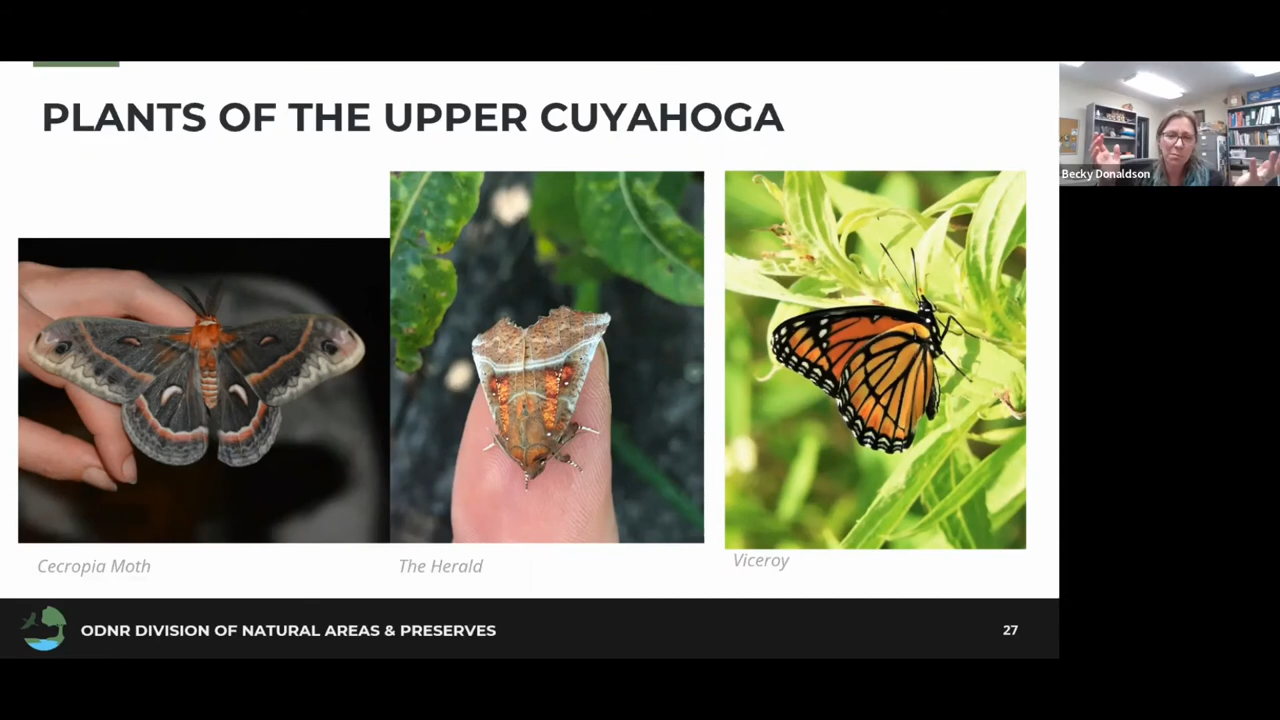 PLANTS OF THE UPPER CUYAHOGA
Becky Donaldson
Cecropia Moth
The Herald
Viceroy
ODNR DIVISION OF NATURAL AREAS & PRESERVES
27